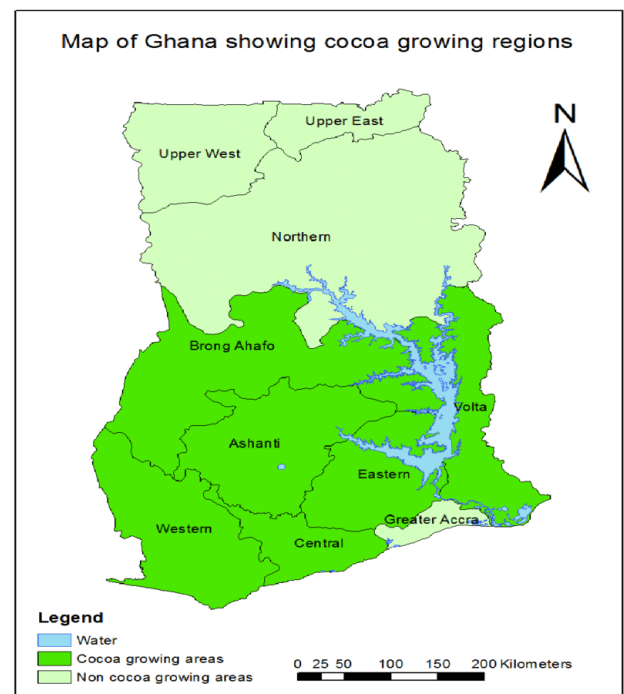 Map of Ghana showing cocoa growing regions
N
Upper East
Upper West
Northern
Brong Ahafo
Volta
Ashanti
Eastern
Greater Accra
Western
Central
Legend
Water
Cocoa growing areas
Non cocoa growing areas
0 25 50 100 150 200 Kilometers